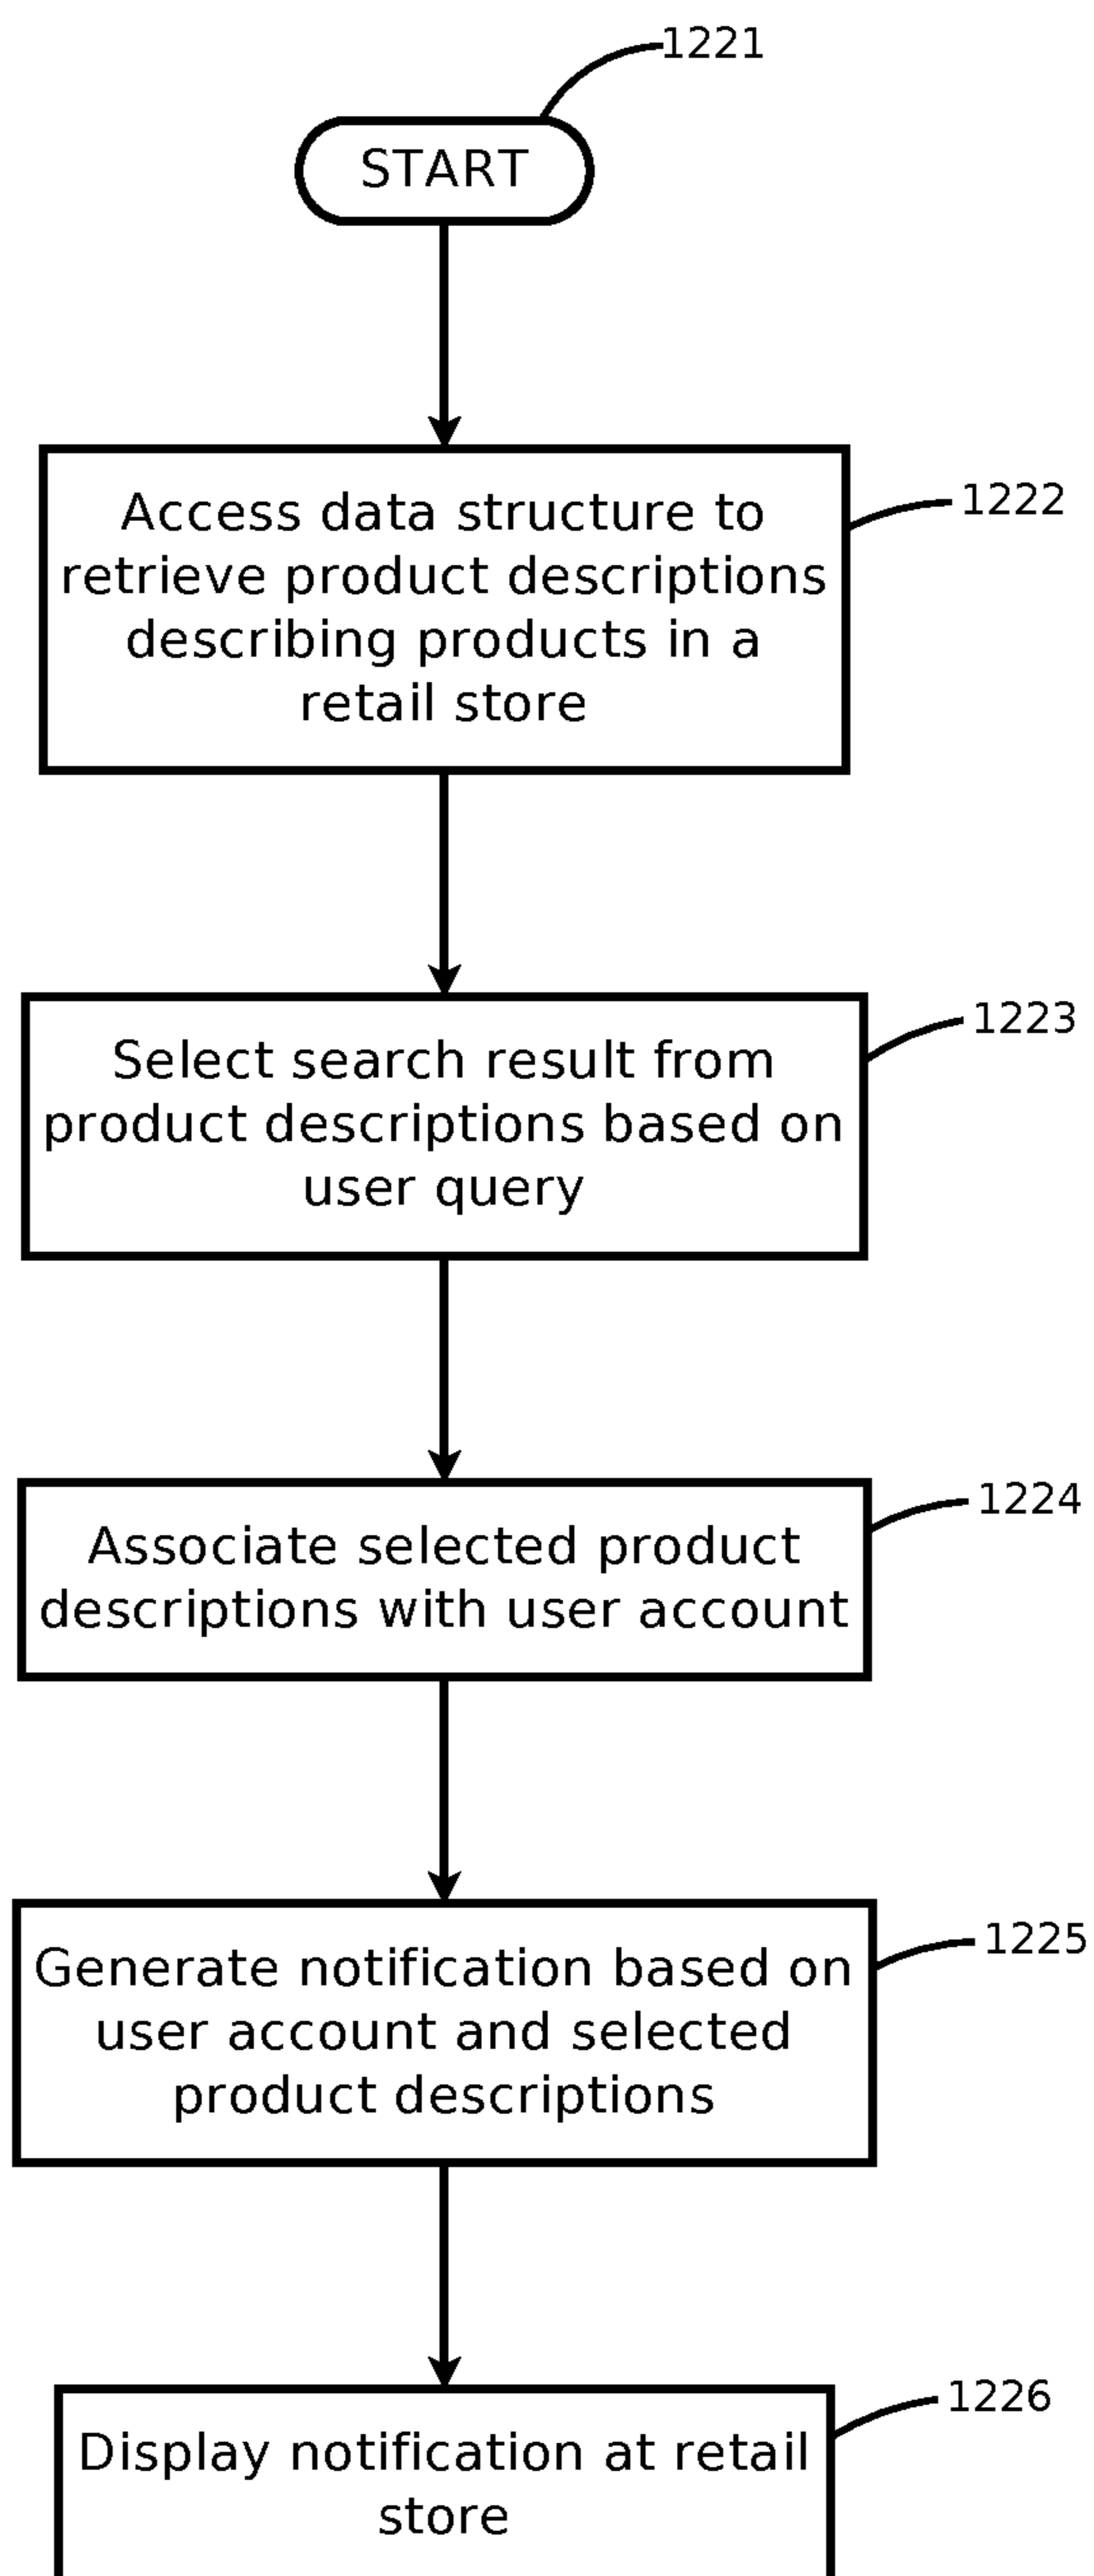 1221
START
Access data structure to
retrieve product descriptions
describing products in a
retail store
1222
Select search result from
product descriptions based on
user query
1223
Associate selected product
descriptions with user account
1224
Generate notification based on
user account and selected
product descriptions
1225
Display notification at retail
store
1226